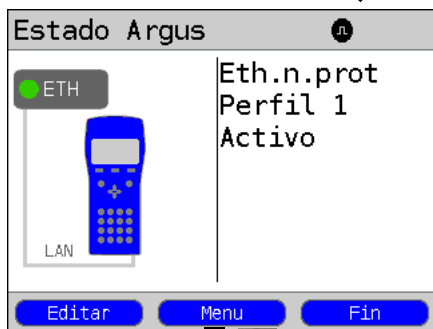 Estado Argus
ETH
Eth.n.prot
Perfil 1
Activo
LAN
Editar Menu Fin